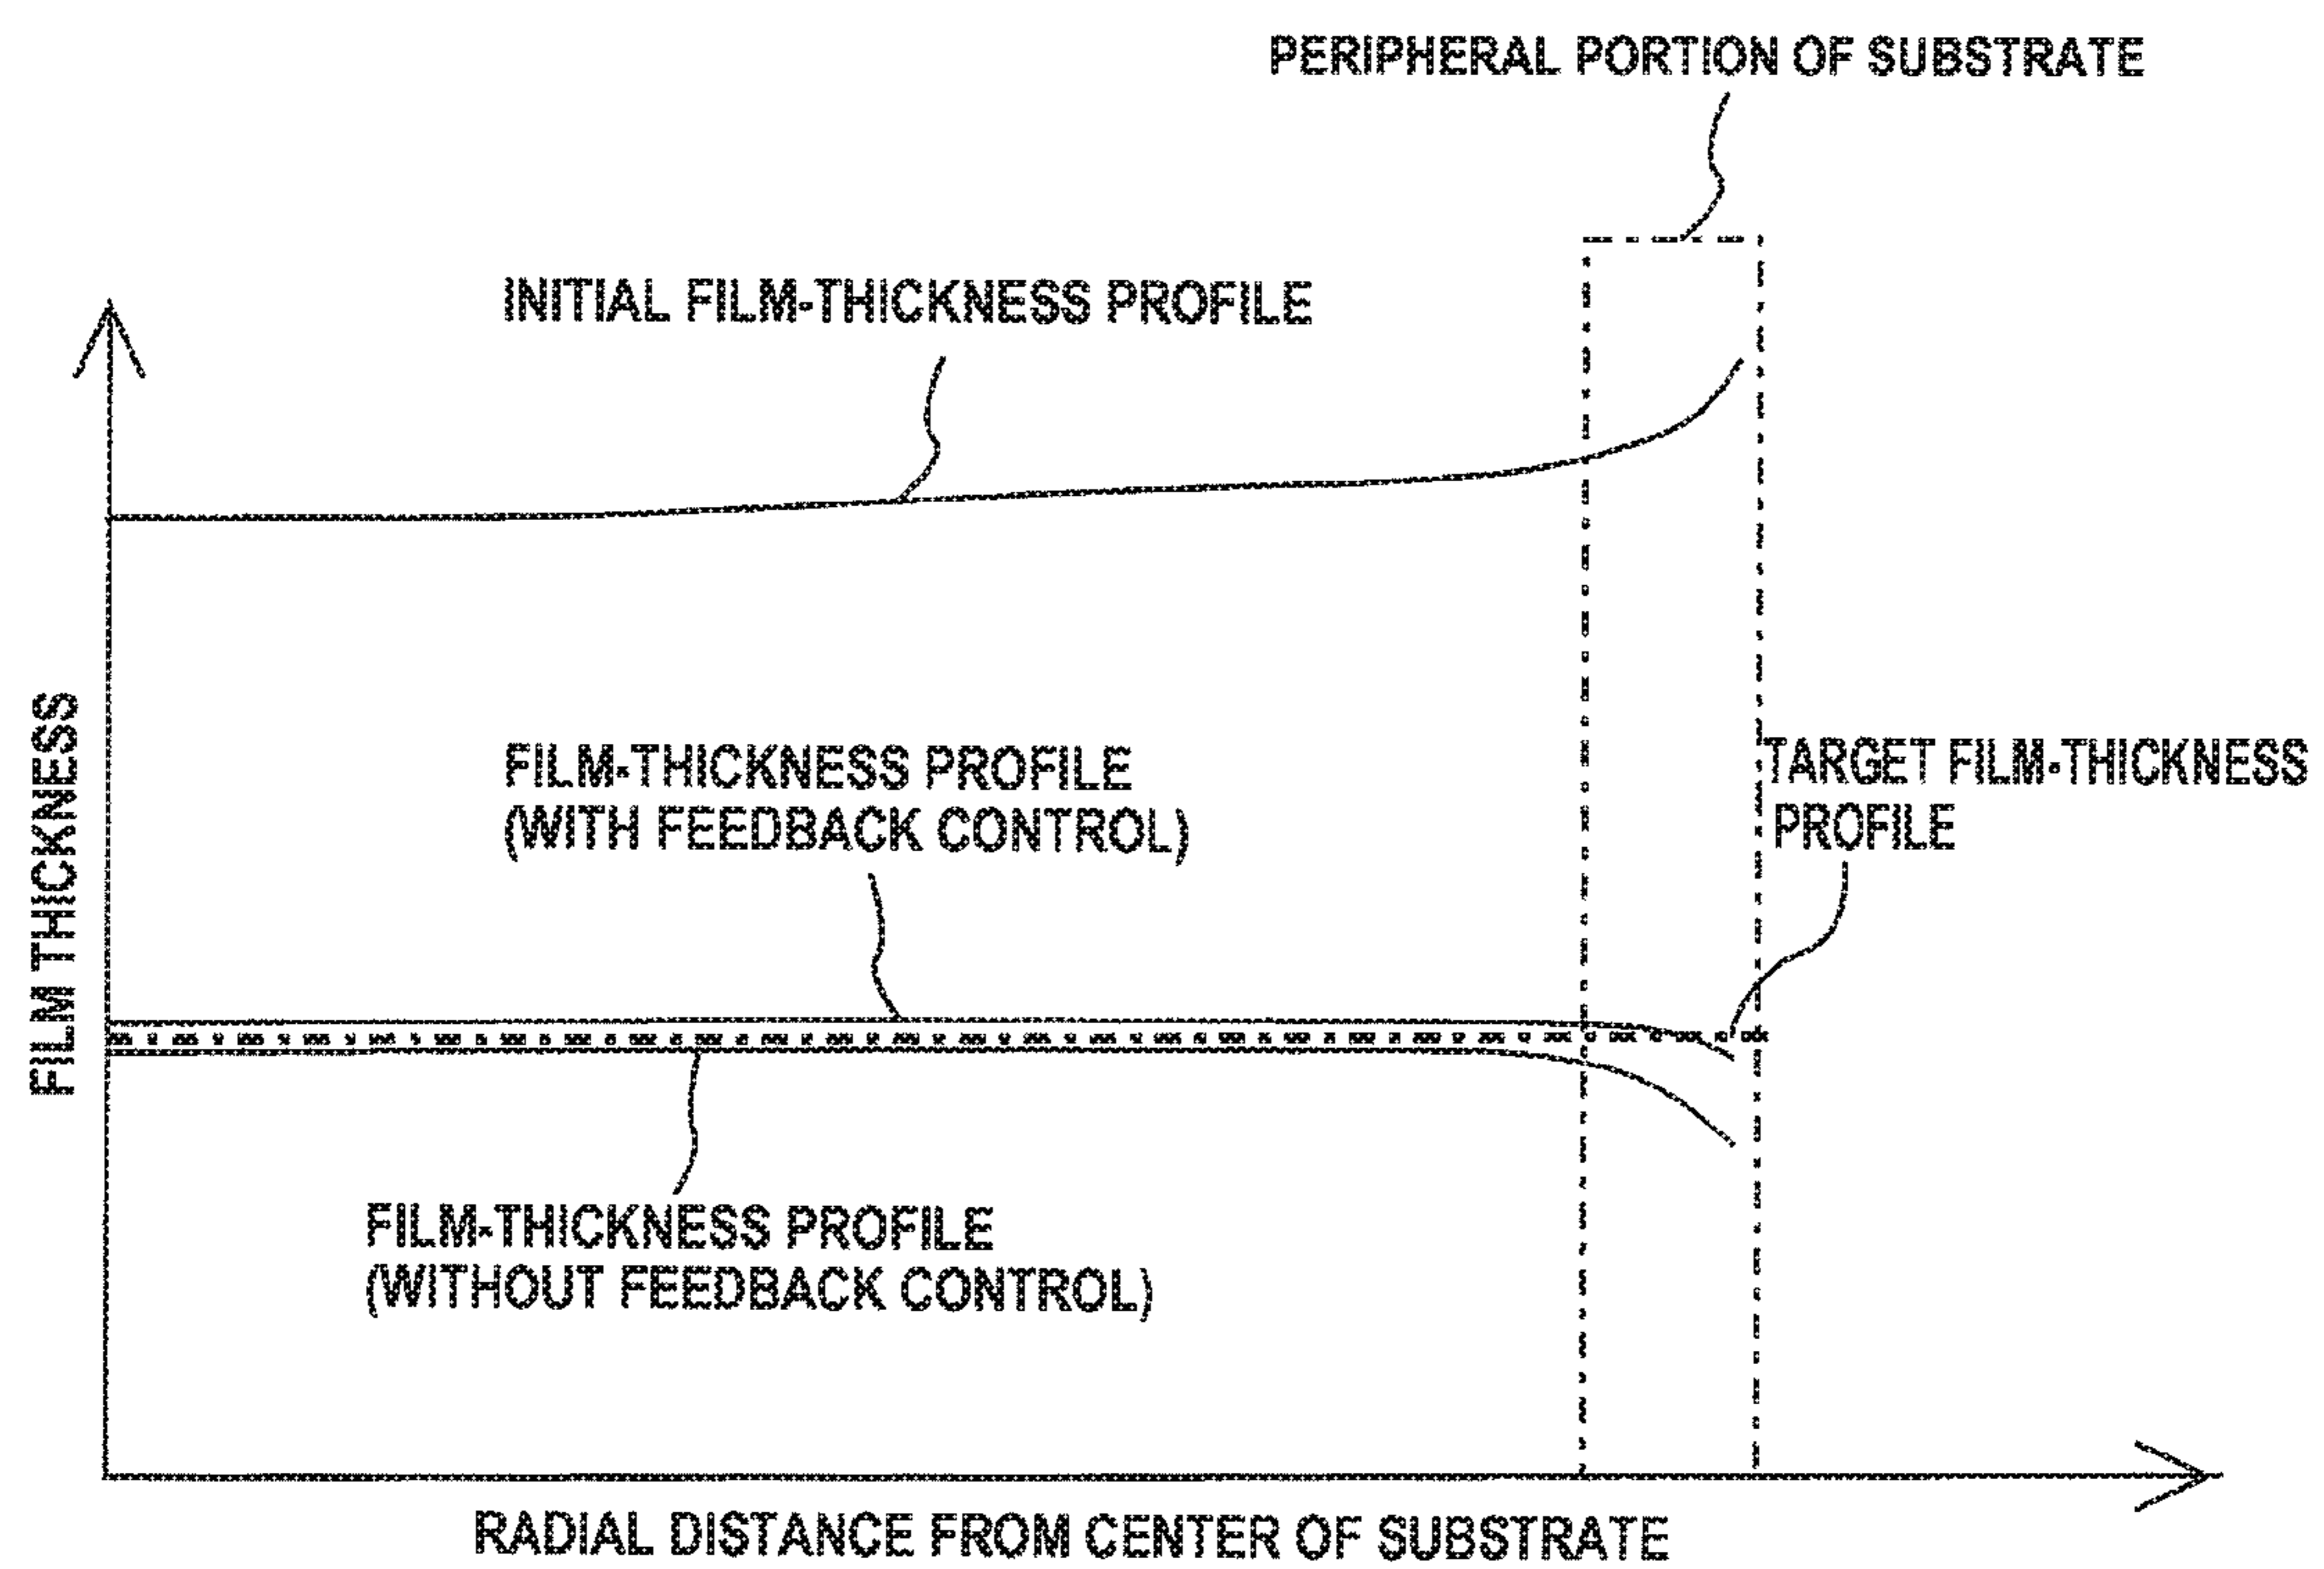 PERIPHERAL PORTION OF SUBSTRATE
INITIAL FILM-THICKNESS PROFILE
FILM THICKNESS
FILM-THICKNESS PROFILE
(WITH FEEDBACK CONTROL)
TARGET FILM-THICKNESS
PROFILE
FILM-THICKNESS PROFILE
(WITHOUT FEEDBACK CONTROL)
RADIAL DISTANCE FROM CENTER OF SUBSTRATE